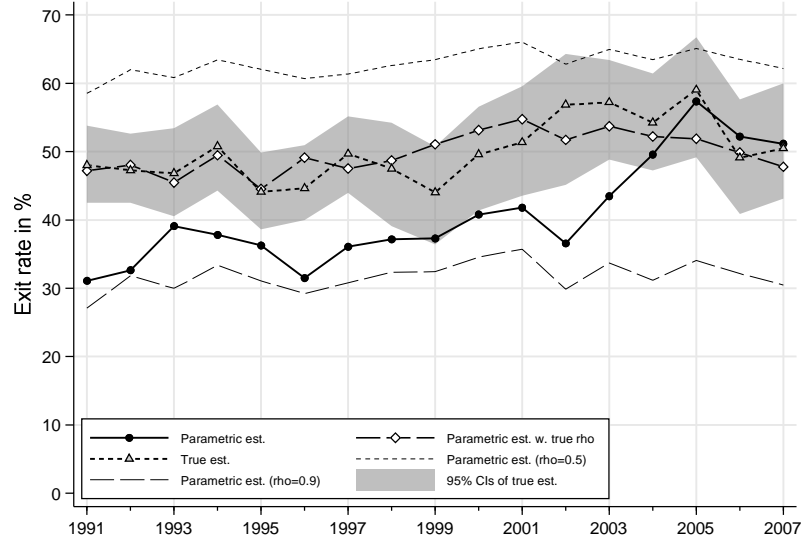 70
60
50
40
30
20
10
0
Exit rate in %
Parametric est.
Parametric est. w. true rho
True est.
Parametric est. (rho=0.5)
Parametric est. (rho=0.9)
95% CIs of true est.
1991 1993 1995 1997 1999 2001 2003 2005 2007